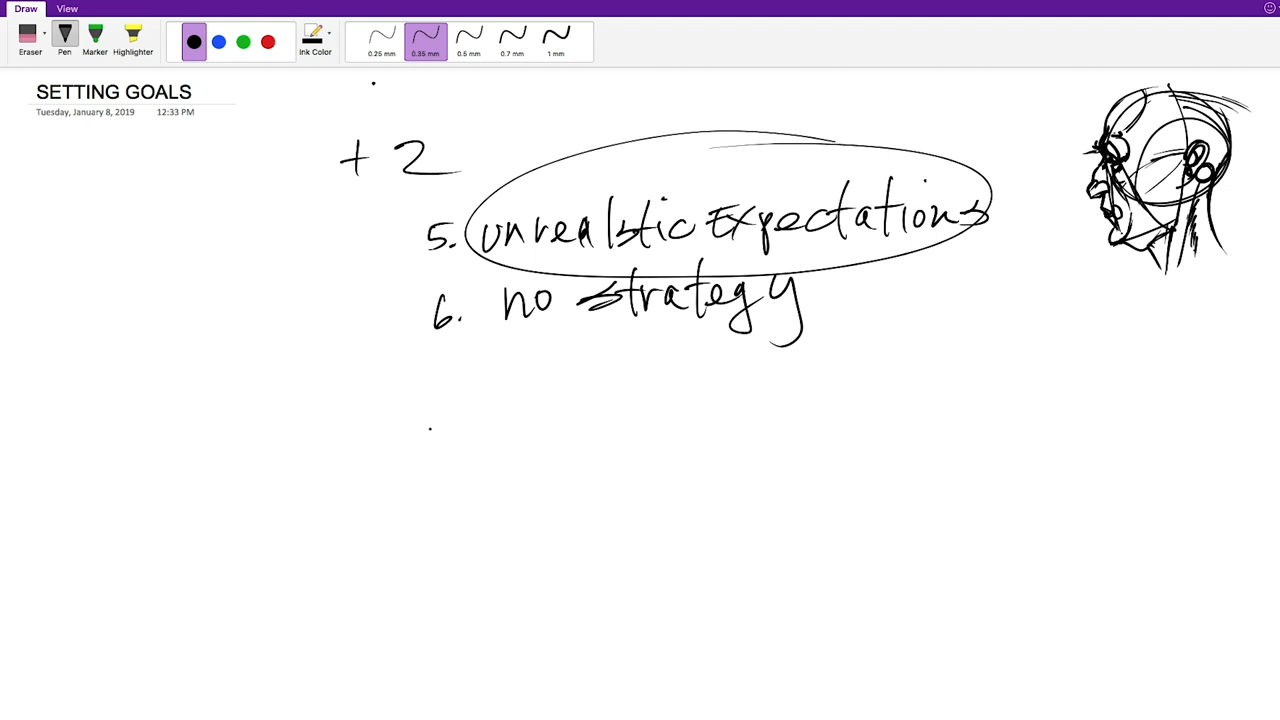 Draw View
Eraser Pen Marker Highlighter Ink Color 0.25 mm 0.35 mm 0.5 mm 0.7 mm 1 mm
SETTING GOALS
Tuesday, January 8, 2019 12:33 PM
+ 2
5. unrealistic Expectations
6. no strategy